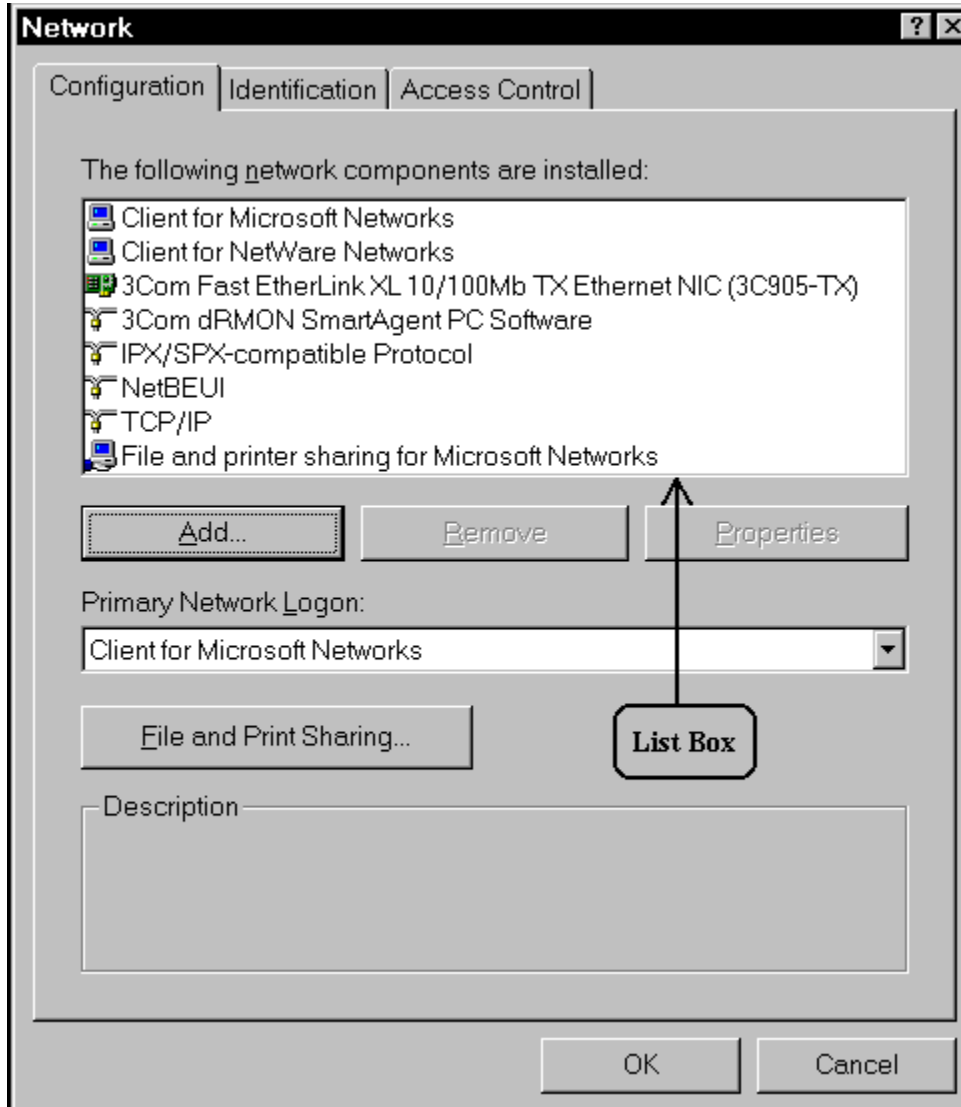 Network
Configuration Identification Access Control
The following network components are installed:
Client for Microsoft Networks
Client for NetWare Networks
3Com Fast EtherLink XL 10/100Mb TX Ethernet NIC (3C905-TX)
3Com dRMON SmartAgent PC Software
IPX/SPX-compatible Protocol
NetBEUI
TCP/IP
File and printer sharing for Microsoft Networks
Add... Remove Properties
Primary Network Logon:
Client for Microsoft Networks
File and Print Sharing...
List Box
Description
OK Cancel